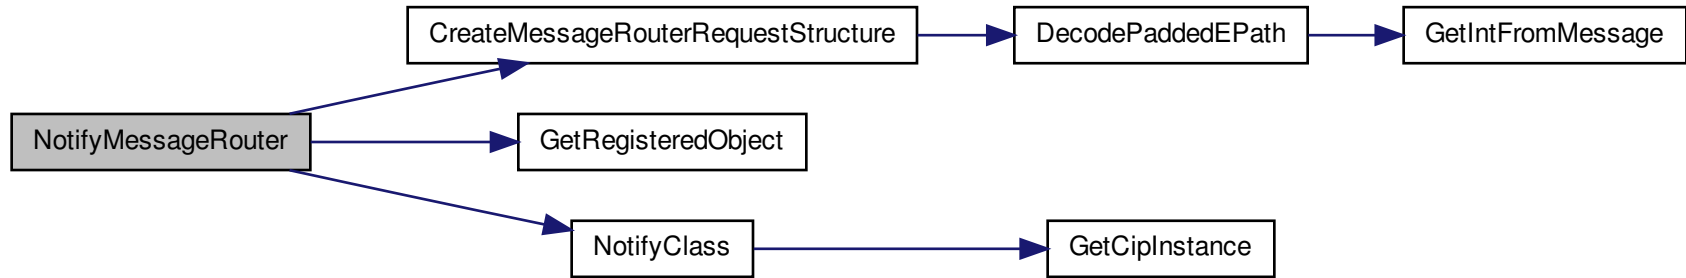 CreateMessageRouterRequestStructure
DecodePaddedEPath
GetIntFromMessage
NotifyMessageRouter
GetRegisteredObject
NotifyClass
GetCipInstance